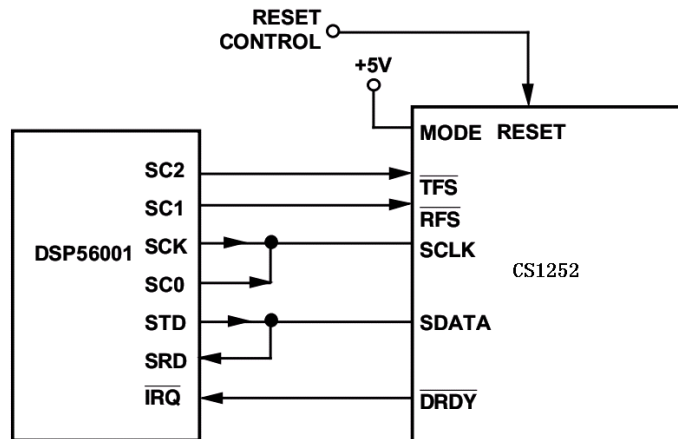 RESET
CONTROL
+5V
MODE RESET
SC2
TFS
SC1
RFS
SCK
SCLK
DSP56001
CS1252
SC0
STD
SDATA
SRD
IRQ
DRDY